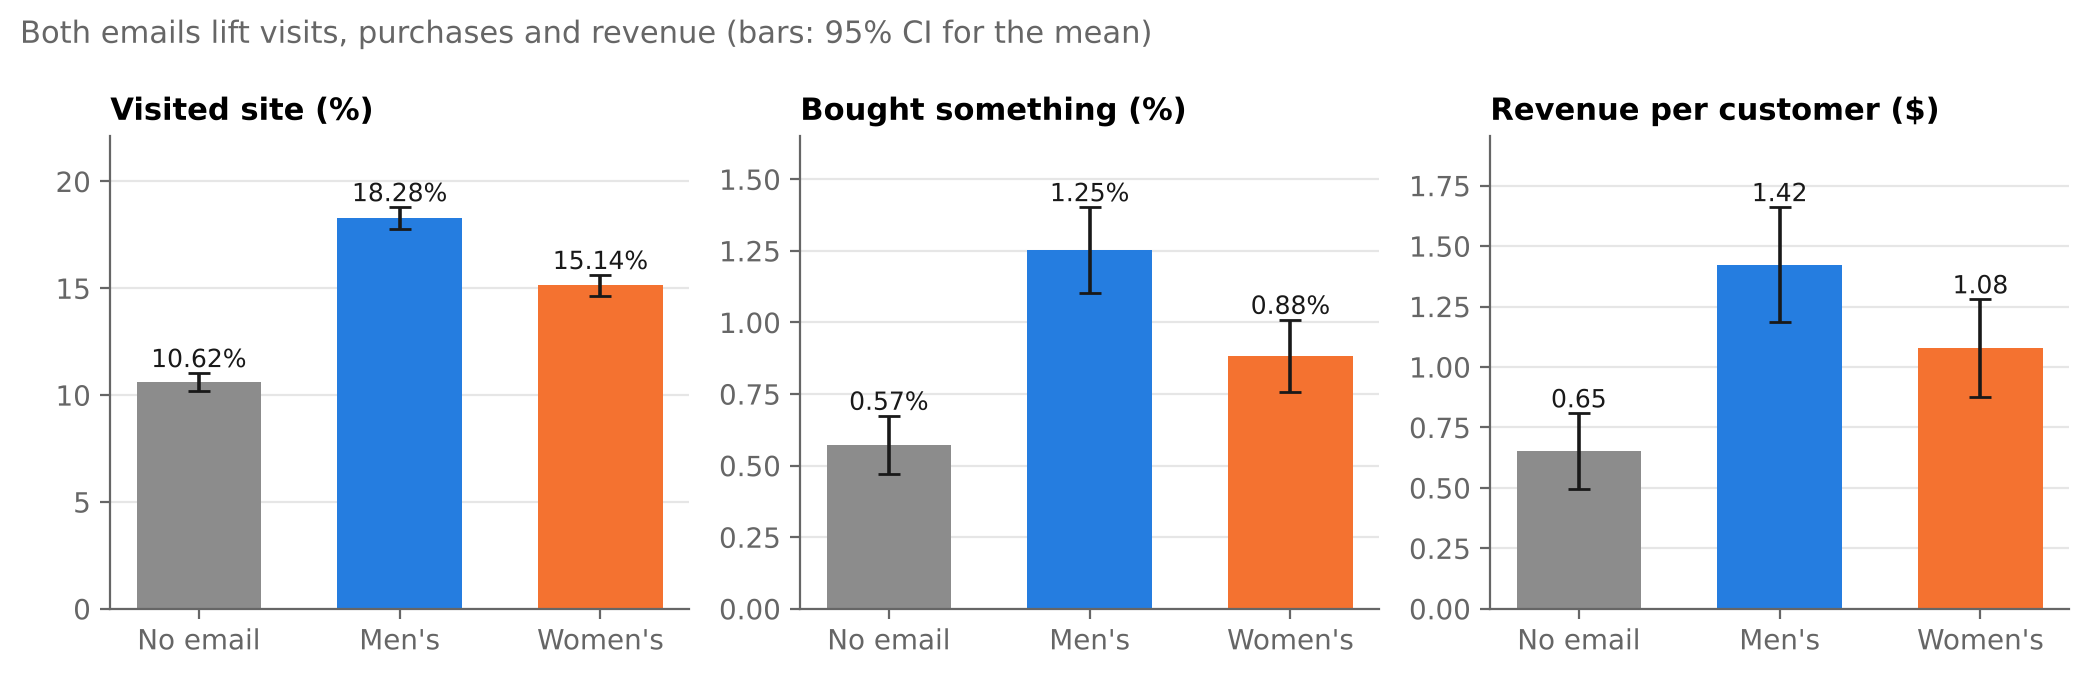 Both emails lift visits, purchases and revenue (bars: 95% CI for the mean)
Visited site (%)
20
15
10
5
0
10.62%
18.28%
15.14%
No email
Men's
Women's
Bought something (%)
1.50
1.25
1.00
0.75
0.50
0.25
0.00
0.57%
1.25%
0.88%
No email
Men's
Women's
Revenue per customer ($)
1.75
1.50
1.25
1.00
0.75
0.50
0.25
0.00
0.65
1.42
1.08
No email
Men's
Women's